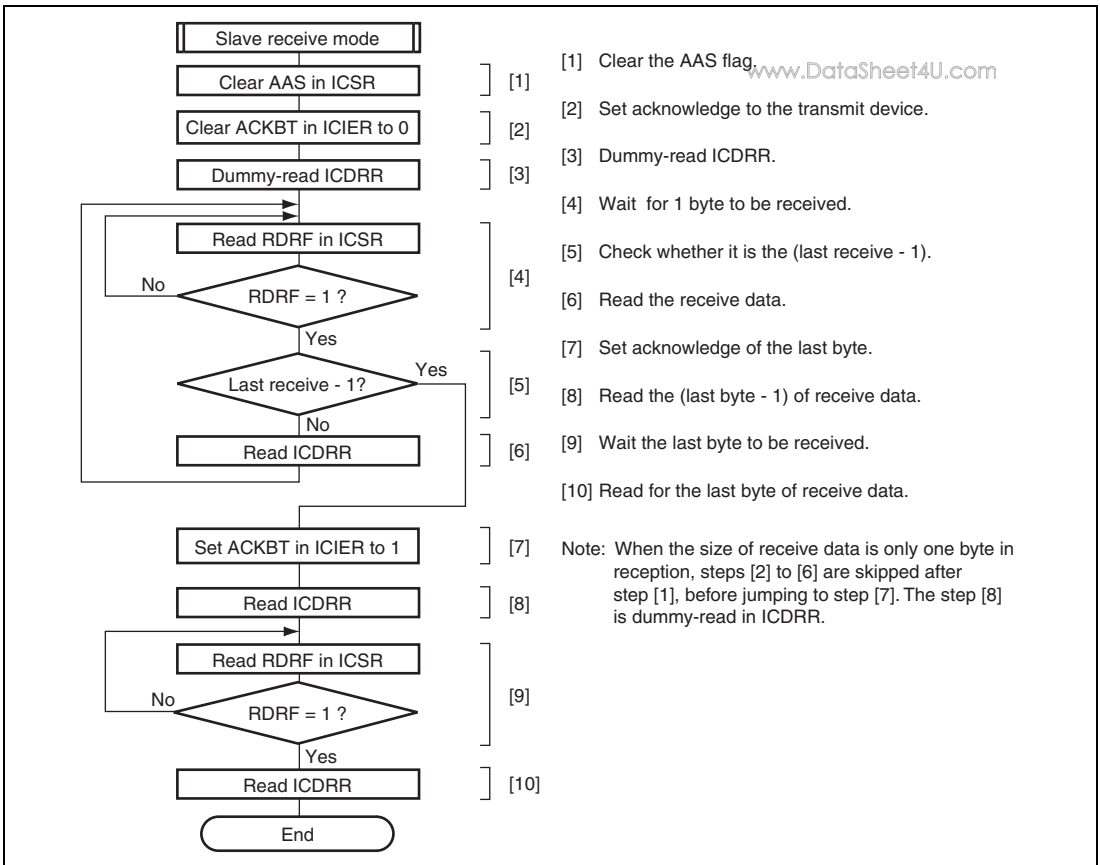 Slave receive mode
Clear AAS in ICSR
[1]
Clear ACKBT in ICIER to 0
[2]
Dummy-read ICDRR
[3]
Read RDRF in ICSR
No
RDRF = 1 ?
[4]
Yes
Last receive - 1?
Yes
[5]
No
Read ICDRR
[6]
Set ACKBT in ICIER to 1
[7]
Read ICDRR
[8]
Read RDRF in ICSR
No
RDRF = 1 ?
[9]
Yes
Read ICDRR
[10]
End
[1] Clear the AAS flag.
www.DataSheet4U.com
[2] Set acknowledge to the transmit device.
[3] Dummy-read ICDRR.
[4] Wait for 1 byte to be received.
[5] Check whether it is the (last receive - 1).
[6] Read the receive data.
[7] Set acknowledge of the last byte.
[8] Read the (last byte - 1) of receive data.
[9] Wait the last byte to be received.
[10] Read for the last byte of receive data.
Note: When the size of receive data is only one byte in
reception, steps [2] to [6] are skipped after
step [1], before jumping to step [7]. The step [8]
is dummy-read in ICDRR.